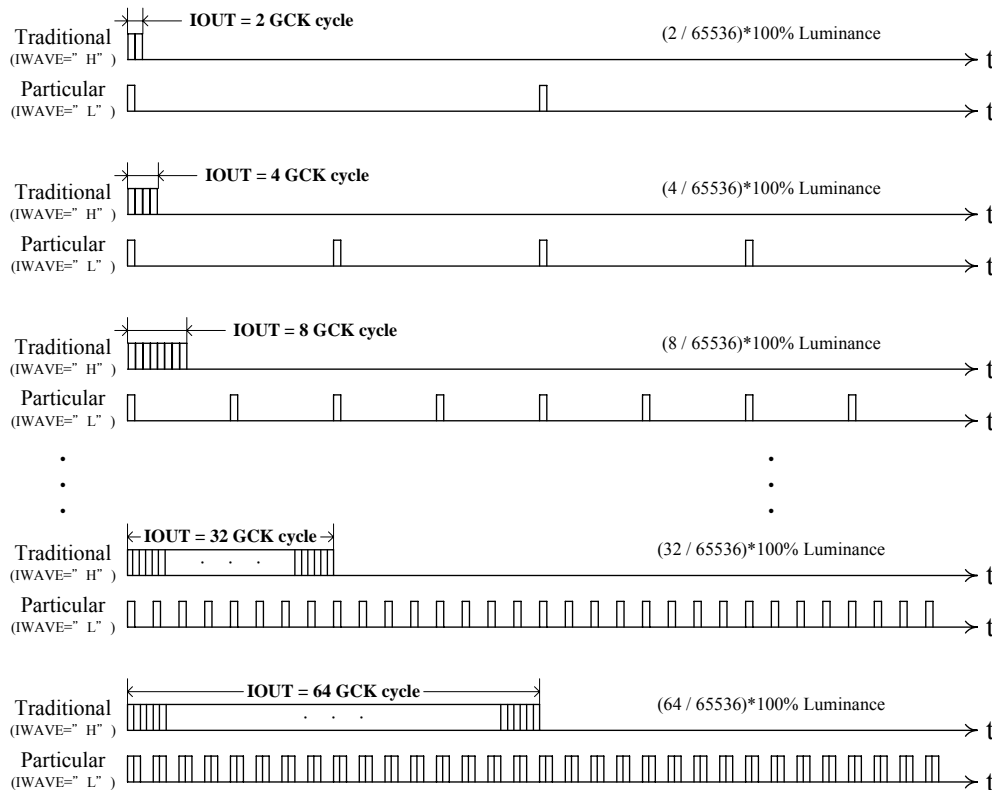 IOUT = 2 GCK cycle
Traditional (2 / 65536)*100% Luminance
(IWAVE=”H”) t
Particular
(IWAVE=”L”) t
IOUT = 4 GCK cycle
Traditional (4 / 65536)*100% Luminance
(IWAVE=”H”) t
Particular
(IWAVE=”L”) t
IOUT = 8 GCK cycle
Traditional (8 / 65536)*100% Luminance
(IWAVE=”H”) t
Particular
(IWAVE=”L”) t
IOUT = 32 GCK cycle
Traditional (32 / 65536)*100% Luminance
(IWAVE=”H”) t
Particular
(IWAVE=”L”) t
IOUT = 64 GCK cycle
Traditional (64 / 65536)*100% Luminance
(IWAVE=”H”) t
Particular
(IWAVE=”L”) t